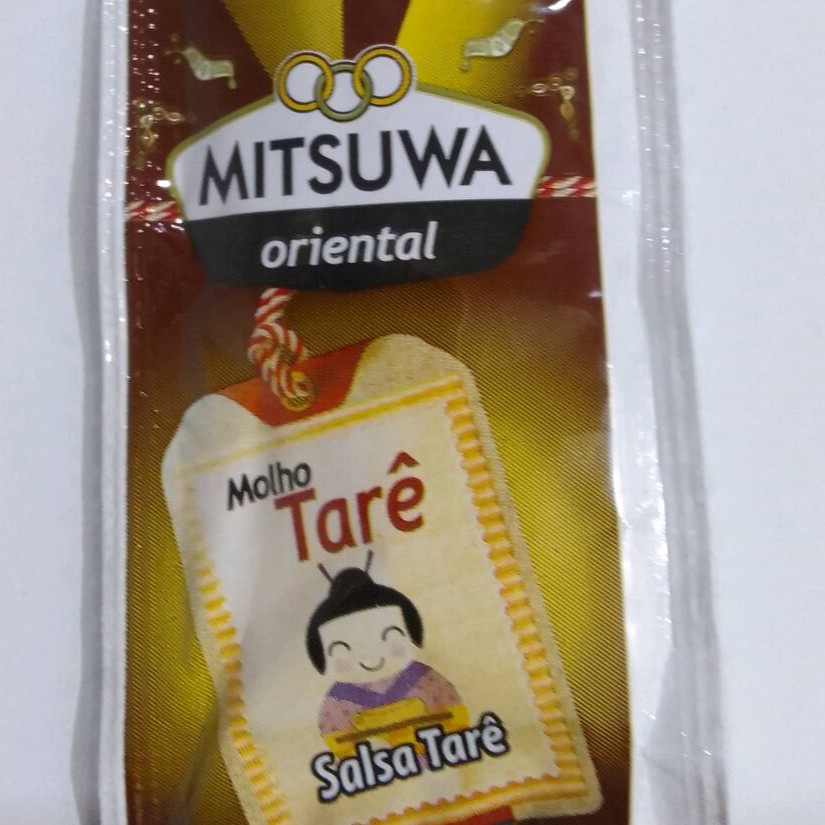 MITSUWA
oriental
Molho
Tarê
Salsa Tarê